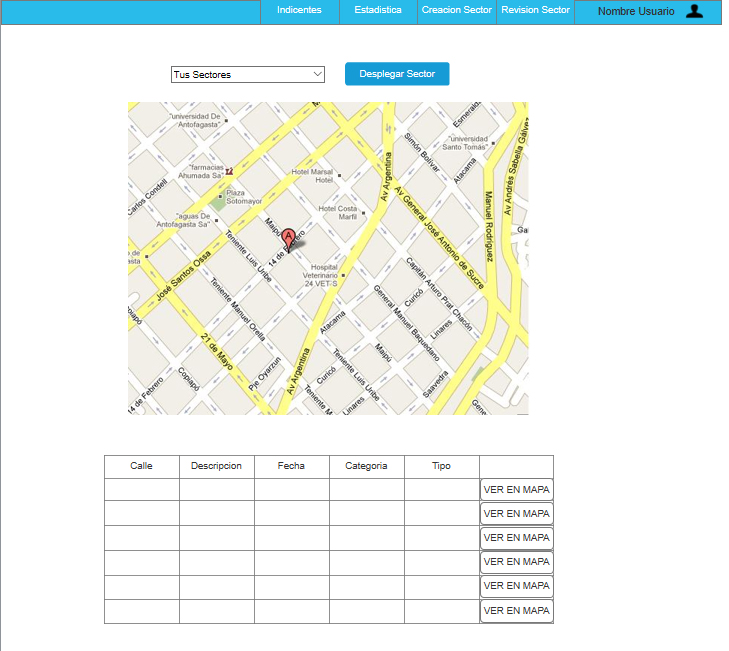 Indicentes Estadistica Creacion Sector Revision Sector Nombre Usuario
Tus Sectores
Desplegar Sector
"universidad De
Antofagasta"
Esmeralda
"universidad
Santo Tomas"
Simón Bolívar
Atacama
Av Argentina
Av Andrés Sabella Gálvez
"farmacias
Ahumada Sa"
Hotel Marsal
Hotel
Carlos Condell
Plaza
Sotomayor
Av General José Antonio de Sucre
Manuel Rodríguez
Hotel Costa
Marfil
"aguas De
Antofagasta Sa"
Maipú
A
14 de Febrero
Teniente Luis Uribe
José Santos Ossa
Hospital
Veterinario
24 VET-S
Capitán Arturo Prat Chacón
Teniente Manuel Orella
General Manuel Baquedano
Curicó
Linares
Atacama
21 de Mayo
Maipú
Pje Oyarzun
Av Argentina
Teniente Luis Uribe
Curicó
Copiapó
Saavedra
14 de Febrero
Teniente M
Linares
Gene
Calle Descripcion Fecha Categoria Tipo
VER EN MAPA
VER EN MAPA
VER EN MAPA
VER EN MAPA
VER EN MAPA
VER EN MAPA